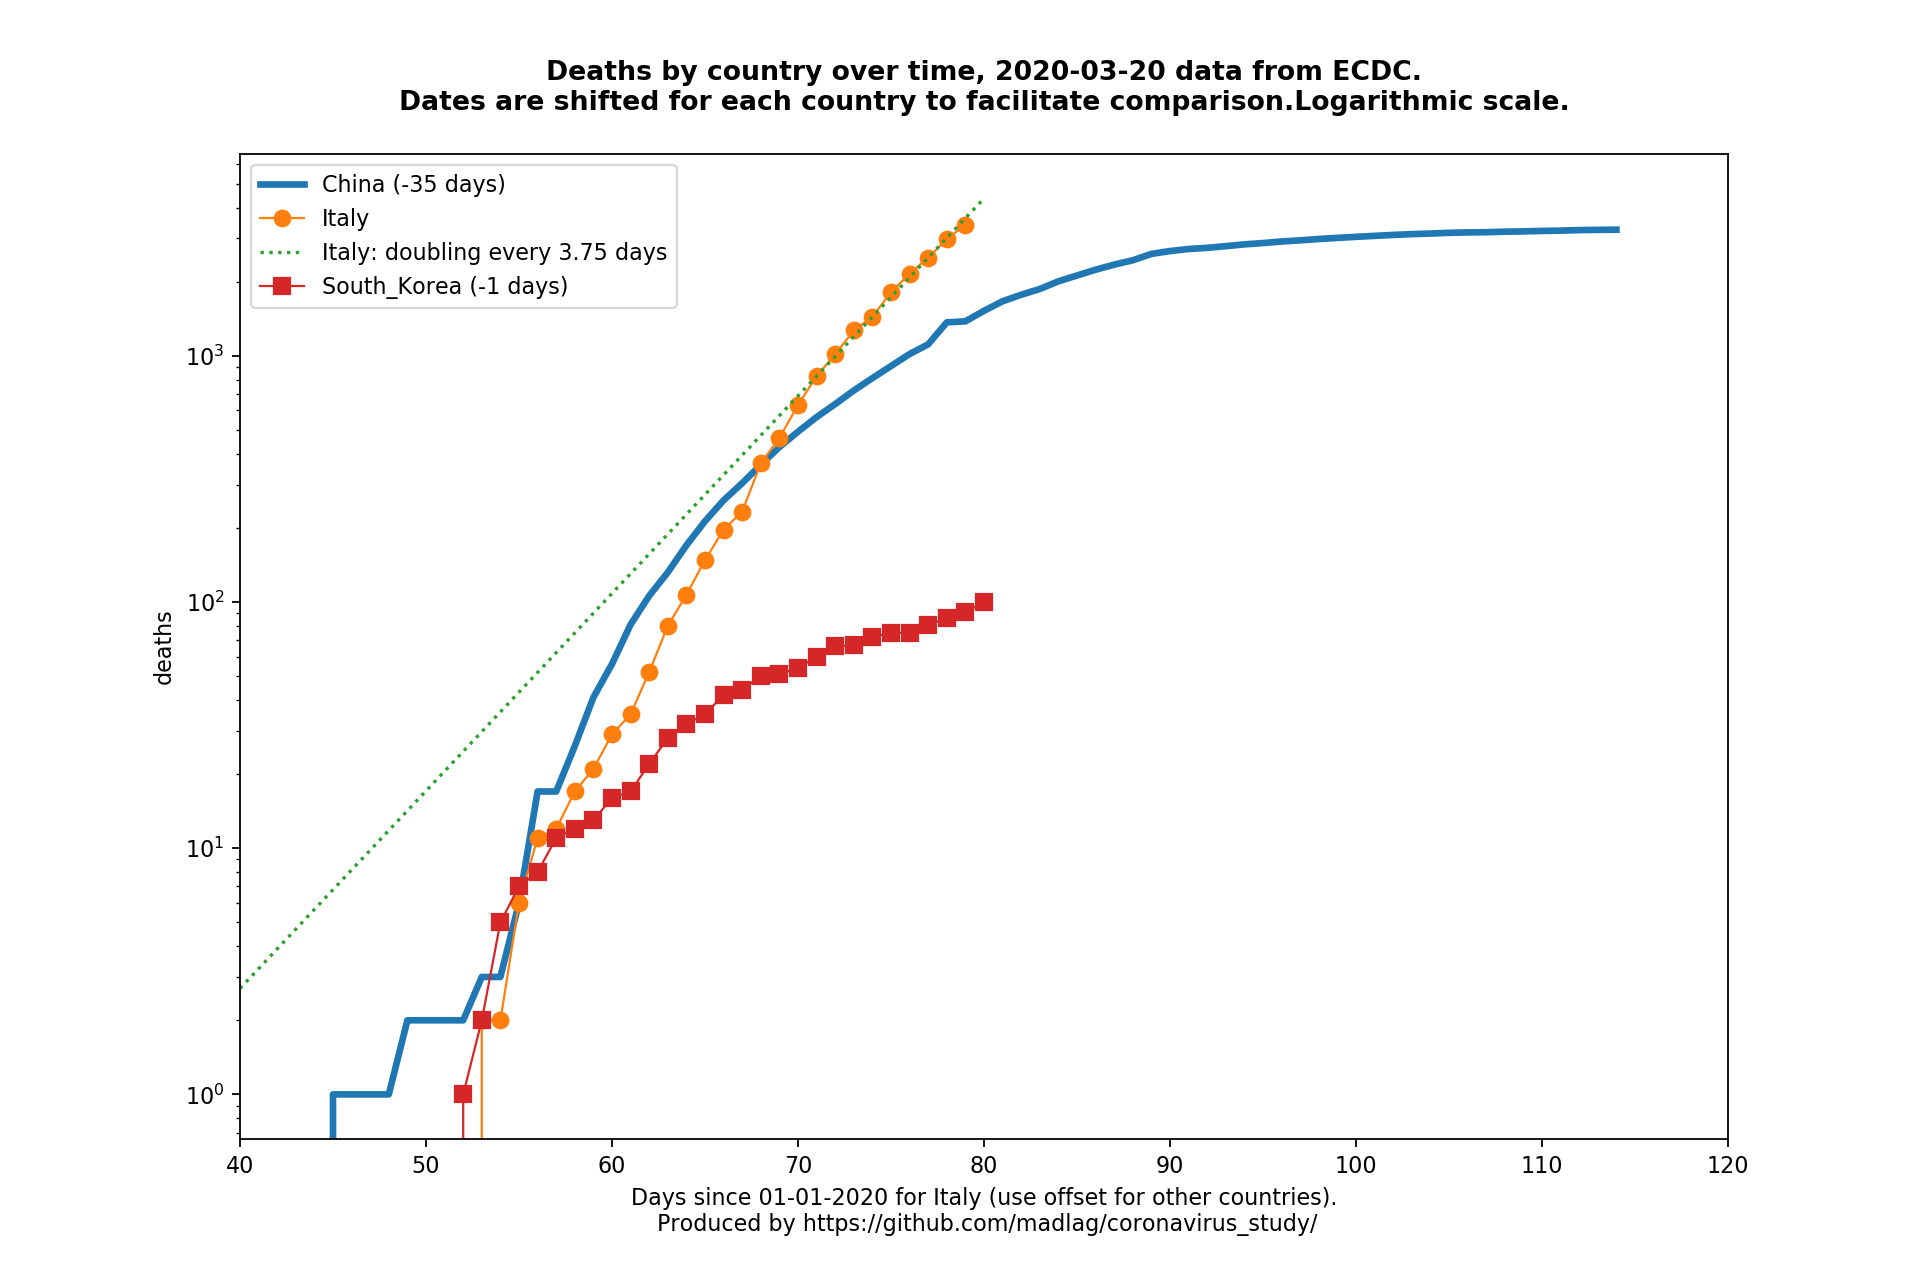 Deaths by country over time, 2020-03-20 data from ECDC.
Dates are shifted for each country to facilitate comparison.Logarithmic scale.
China (-35 days)
Italy
Italy: doubling every 3.75 days
South_Korea (-1 days)
deaths
10³
10²
10¹
10⁰
40 50 60 70 80 90 100 110 120
Days since 01-01-2020 for Italy (use offset for other countries).
Produced by https://github.com/madlag/coronavirus_study/